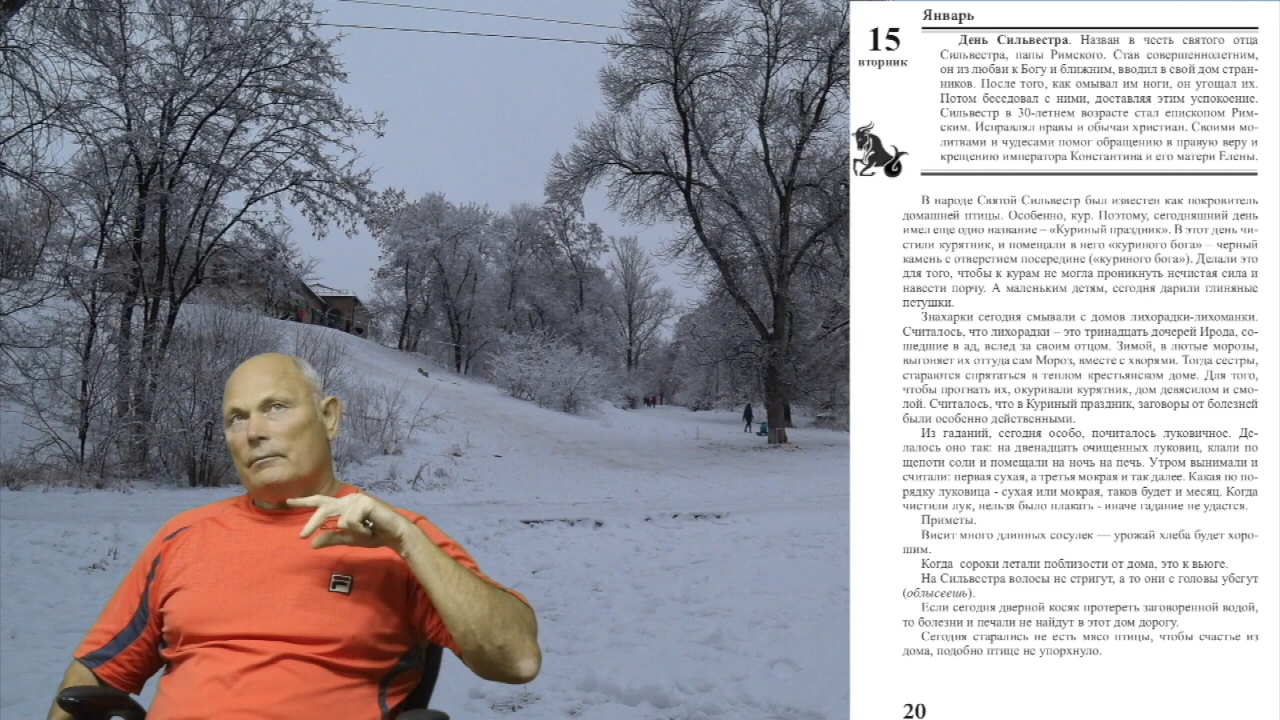 Январь
15
вторник
День Сильвестра. Назван в честь святого отца
Сильвестра, папы Римского. Став совершеннолетним,
он из любви к Богу и ближним, вводил в свой дом стран-
ников. После того, как омывал им ноги, он угощал их.
Потом беседовал с ними, доставляя этим успокоение.
Сильвестр в 30-летнем возрасте стал епископом Рим-
ским. Исправлял нравы и обычаи христиан. Своими мо-
литвами и чудесами помог обращению в правую веру и
крещению императора Константина и его матери Елены.
В народе Святой Сильвестр был известен как покровитель
домашней птицы. Особенно, кур. Поэтому, сегодняшний день
имел еще одно название – «Куриный праздник». В этот день чи-
стили курятник, и помещали в него «куриного бога» – черный
камень с отверстием посередине («куриного бога»). Делали это
для того, чтобы к курам не могла проникнуть нечистая сила и
навести порчу. А маленьким детям, сегодня дарили глиняные
петушки.
Знахарки сегодня смывали с домов лихорадки-лихоманки.
Считалось, что лихорадки – это тринадцать дочерей Ирода, со-
шедшие в ад, вслед за своим отцом. Зимой, в лютые морозы,
выгоняет их оттуда сам Мороз, вместе с хворями. Тогда сестры,
стараются спрятаться в теплом крестьянском доме. Для того,
чтобы прогнать их, окуривали курятник, дом девясилом и смо-
лой. Считалось, что в Куриный праздник, заговоры от болезней
были особенно действенными.
Из гаданий, сегодня особо, почиталось луковичное. Де-
лалось оно так: на двенадцать очищенных луковиц, клали по
щепоти соли и помещали на ночь на печь. Утром вынимали и
считали: первая сухая, а третья мокрая и так далее. Какая по по-
рядку луковица - сухая или мокрая, таков будет и месяц. Когда
чистили лук, нельзя было плакать - иначе гадание не удастся.
Приметы.
Висит много длинных сосулек — урожай хлеба будет хоро-
шим.
Когда сороки летали поблизости от дома, это к вьюге.
На Сильвестра волосы не стригут, а то они с головы убегут
(облысеешь).
Если сегодня дверной косяк протереть заговоренной водой,
то болезни и печали не найдут в этот дом дорогу.
Сегодня старались не есть мясо птицы, чтобы счастье из
дома, подобно птице не упорхнуло.
20